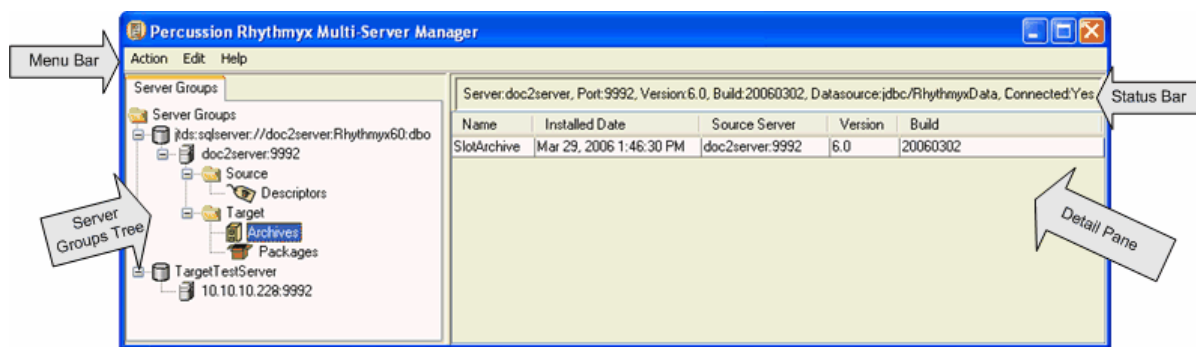 Percussion Rhythmyx Multi-Server Manager
Menu Bar
Action Edit Help
Server Groups
Server:doc2server, Port:9992, Version:6.0, Build:20060302, Datasource:jdbc/RhythmyxData, Connected:Yes
Status Bar
Server Groups
jtds:sqlserver://doc2server:Rhythmyx60:dbo
doc2server:9992
Source
Descriptors
Target
Archives
Packages
TargetTestServer
10.10.10.228:9992
Name Installed Date Source Server Version Build
SlotArchive Mar 29, 2006 1:46:30 PM doc2server:9992 6.0 20060302
Server
Groups Tree
Detail Pane